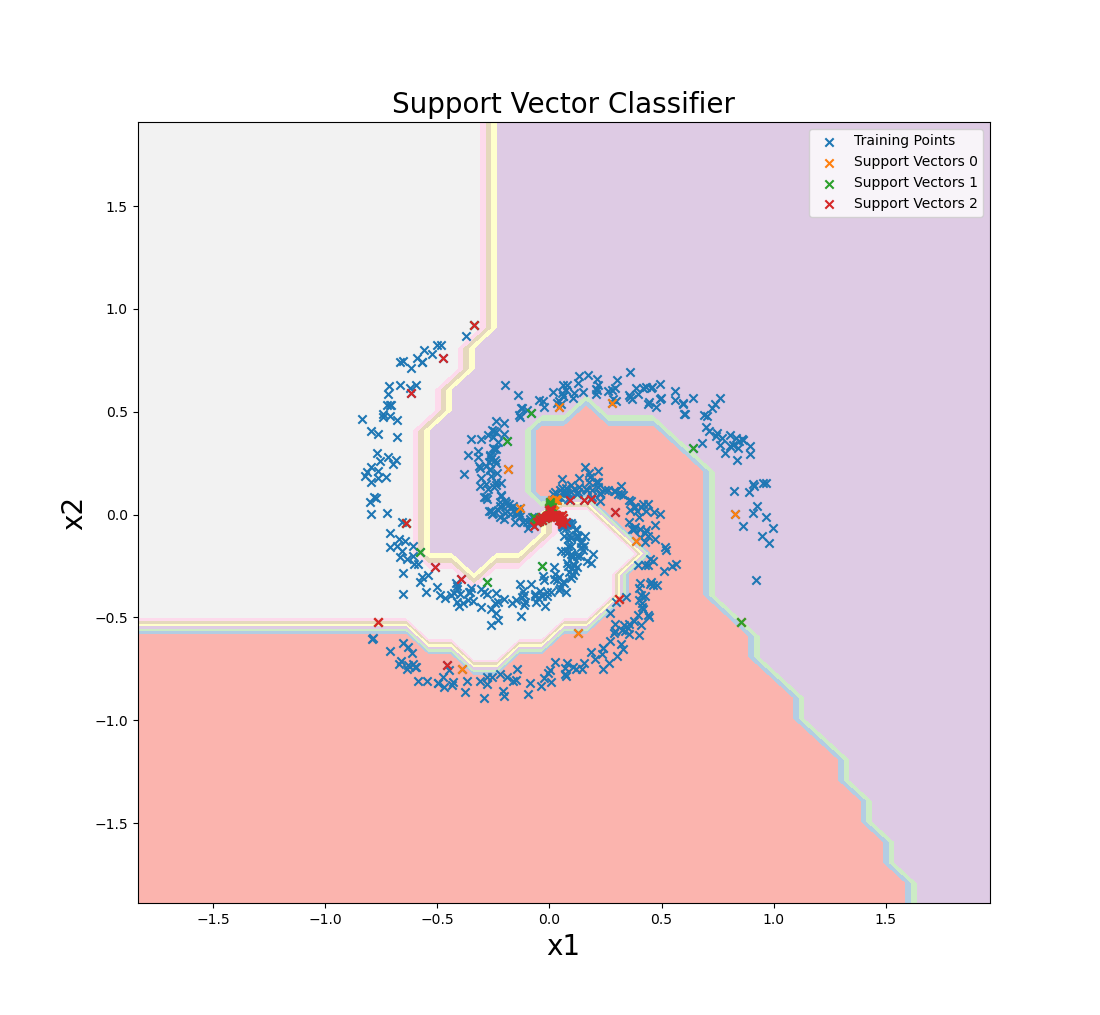 Support Vector Classifier
Training Points
Support Vectors 0
Support Vectors 1
Support Vectors 2
x2
1.5
1.0
0.5
0.0
−0.5
−1.0
−1.5
−1.5 −1.0 −0.5 0.0 0.5 1.0 1.5
x1